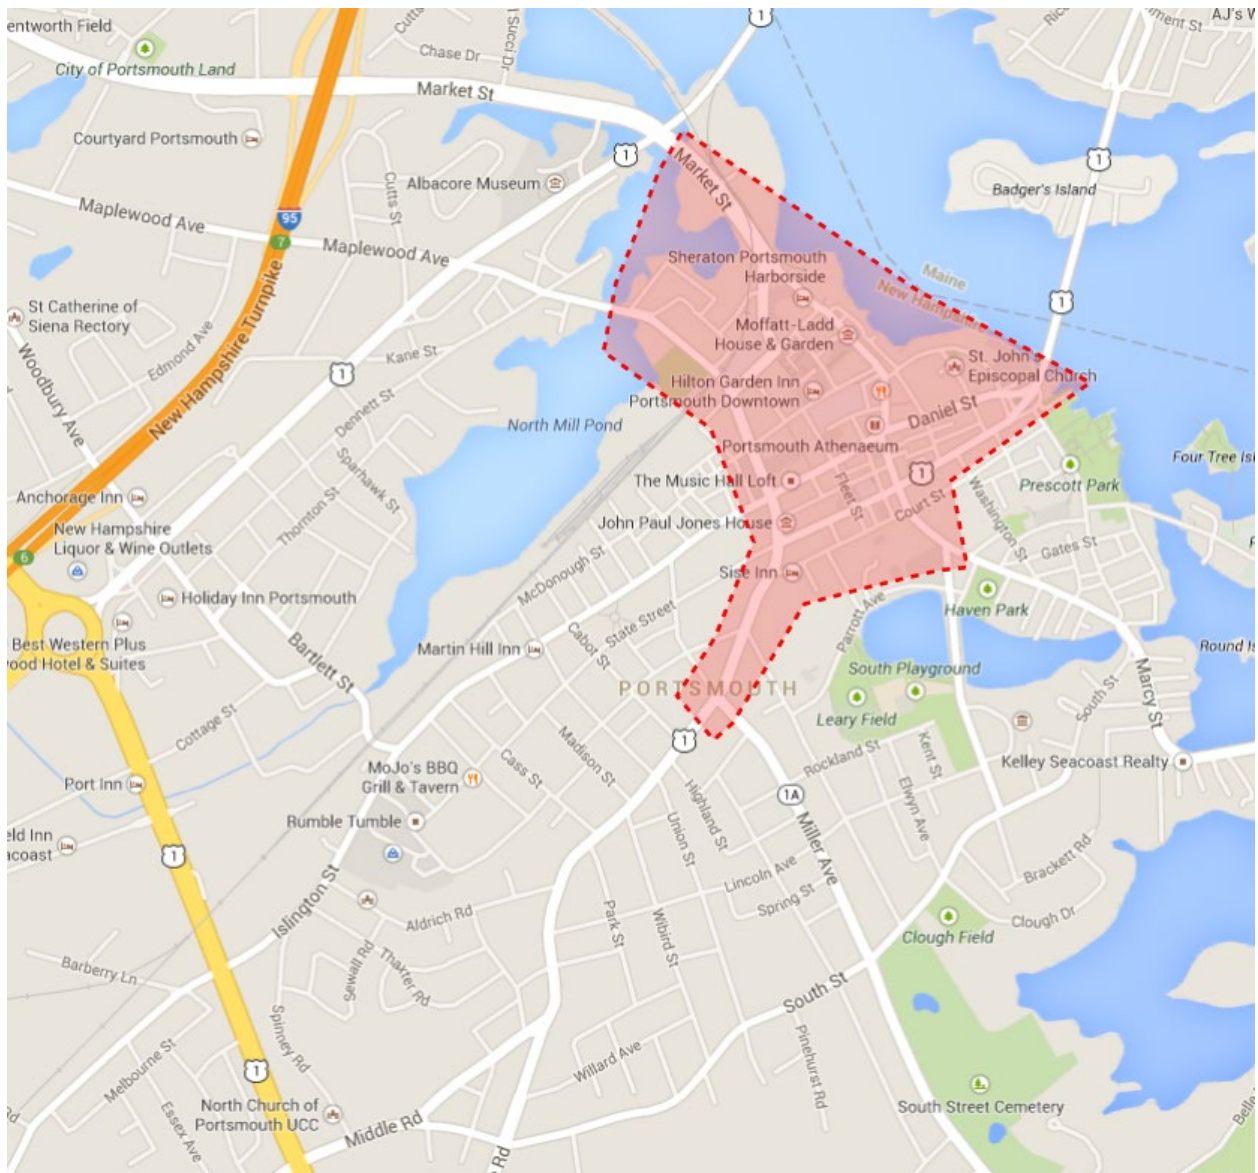 entworth Field
City of Portsmouth Land
Cutts
Chase Dr
l Succi Dr
1
AJ's W
Market St
Courtyard Portsmouth
Albacore Museum
1
Market St
1
Badger's Island
Cutts St
Maplewood Ave
95
7
Maplewood Ave
Sheraton Portsmouth
Harborside
Maine
New Hampshire
1
St Catherine of
Siena Rectory
New Hampshire Turnpike
Edmond Ave
Kane St
Moffatt-Ladd
House & Garden
St. John's
Episcopal Church
Woodbury Ave
1
Dennett St
Hilton Garden Inn
Portsmouth Downtown
Daniel St
North Mill Pond
Portsmouth Athenaeum
Four Tree Isl
Sparhawk St
Thornton St
The Music Hall Loft
Fleet St
1
Court St
Prescott Park
Washington St
Anchorage Inn
New Hampshire
Liquor & Wine Outlets
John Paul Jones House
Gates St
6
McDonough St
Sise Inn
Holiday Inn Portsmouth
State Street
Parrott Ave
Haven Park
Best Western Plus
ood Hotel & Suites
Bartlett St
Martin Hill Inn
Cabot St
PORTSMOUTH
South Playground
Round Is
Marcy St
South St
Leary Field
Cottage St
Madison St
1
Rockland St
Kent St
Kelley Seacoast Realty
Port Inn
MoJo's BBQ
Grill & Tavern
Cass St
1A
Highland St
Elwyn Ave
Rumble Tumble
Union St
Miller Ave
eld Inn
acoast
1
Brackett Rd
Lincoln Ave
Spring St
Islington St
Aldrich Rd
Park St
Wibird St
Clough Dr
Clough Field
Barberry Ln
Sewall Rd
Thaxter Rd
South St
Spinney Rd
Melbourne St
Willard Ave
Pinehurst Rd
1
North Church of
Portsmouth UCC
South Street Cemetery
Essex Ave
Middle Rd
Belle
Rd
e Rd